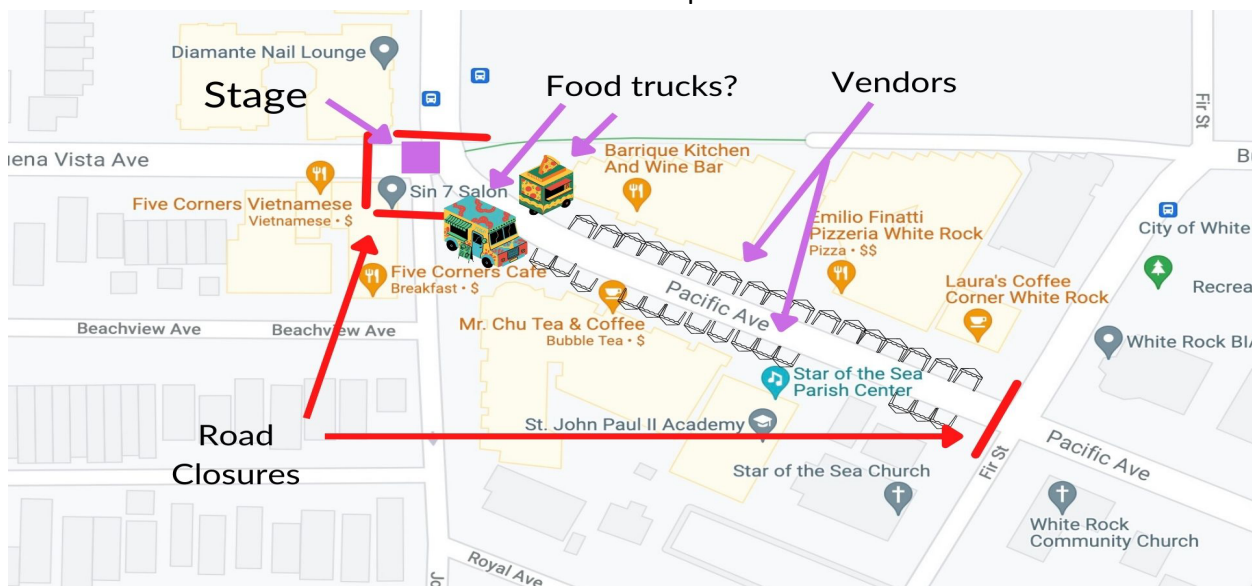 Diamante Nail Lounge
Stage
Food trucks?
Vendors
Fir St
uena Vista Ave
Barrique Kitchen
And Wine Bar
Bu
Five Corners Vietnamese
Vietnamese • $
Sin 7 Salon
Emilio Finatti
Pizzeria White Rock
Pizza • $$
City of White
Five Corners Cafe
Breakfast • $
Pacific Ave
Laura's Coffee
Corner White Rock
Recrea
Beachview Ave
Beachview Ave
Mr. Chu Tea & Coffee
Bubble Tea • $
White Rock BIA
Star of the Sea
Parish Center
Road
Closures
St. John Paul II Academy
Pacific Ave
Star of the Sea Church
Fir St
White Rock
Community Church
Royal Ave
Jo